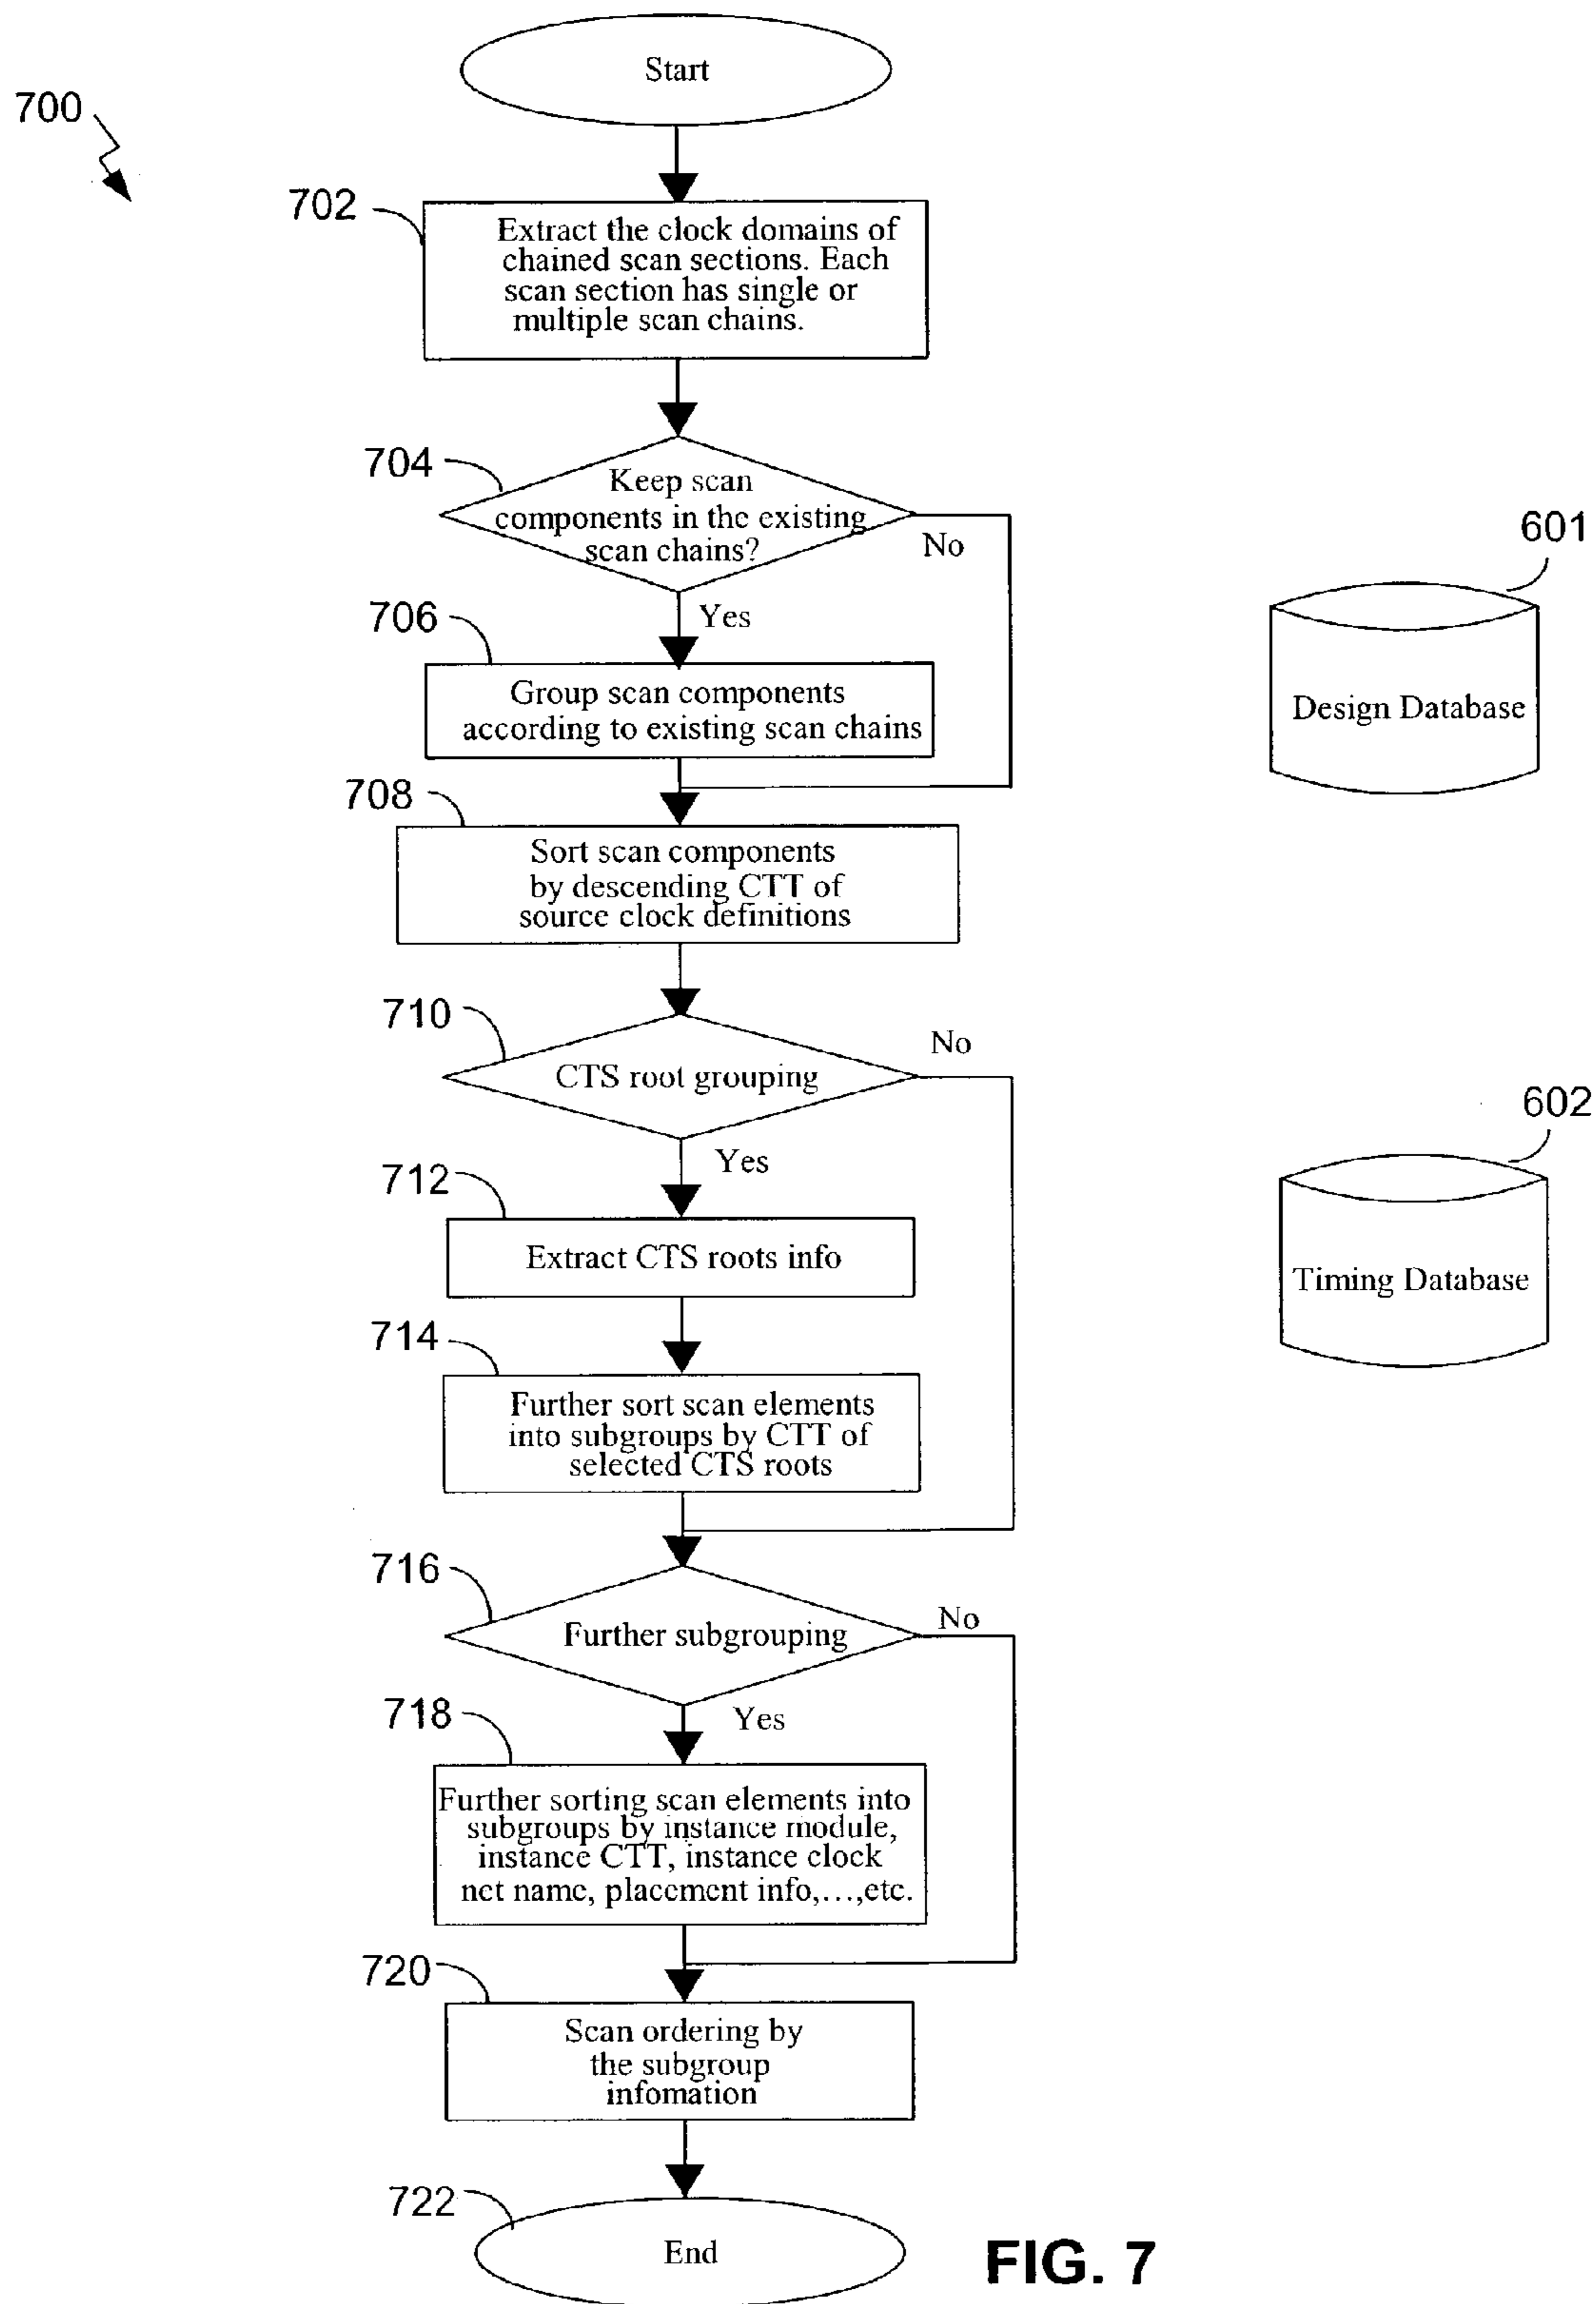 Start
700
702
Extract the clock domains of
chained scan sections. Each
scan section has single or
multiple scan chains.
704
Keep scan
components in the existing
scan chains?
No
601
Yes
706
Group scan components
according to existing scan chains
Design Database
708
Sort scan components
by descending CTT of
source clock definitions
710
No
CTS root grouping
602
Yes
712
Extract CTS roots info
Timing Database
714
Further sort scan elements
into subgroups by CTT of
selected CTS roots
716
No
Further subgrouping
718
Yes
Further sorting scan elements into
subgroups by instance module,
instance CTT, instance clock
net name, placement info,...,etc.
720
Scan ordering by
the subgroup
infomation
722
End
FIG. 7